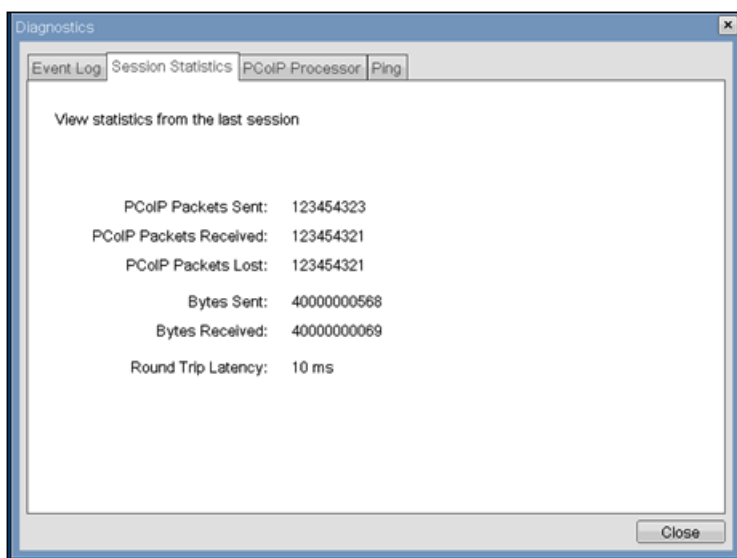 Diagnostics
Event Log Session Statistics PCoIP Processor Ping
View statistics from the last session
PCoIP Packets Sent: 123454323
PCoIP Packets Received: 123454321
PCoIP Packets Lost: 123454321
Bytes Sent: 40000000568
Bytes Received: 40000000069
Round Trip Latency: 10 ms
Close